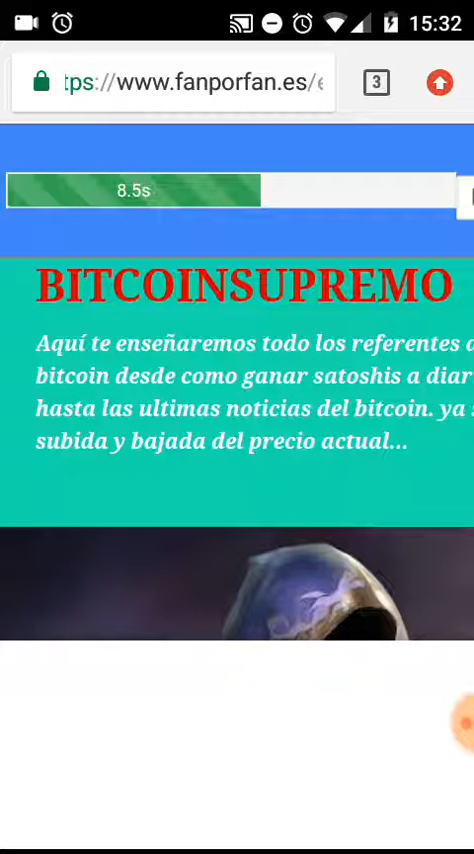 15:32
tps://www.fanporfan.es/e
3
8.5s
BITCOINSUPREMO
Aquí te enseñaremos todo los referentes a
bitcoin desde como ganar satoshis a diar
hasta las ultimas noticias del bitcoin. ya s
subida y bajada del precio actual...